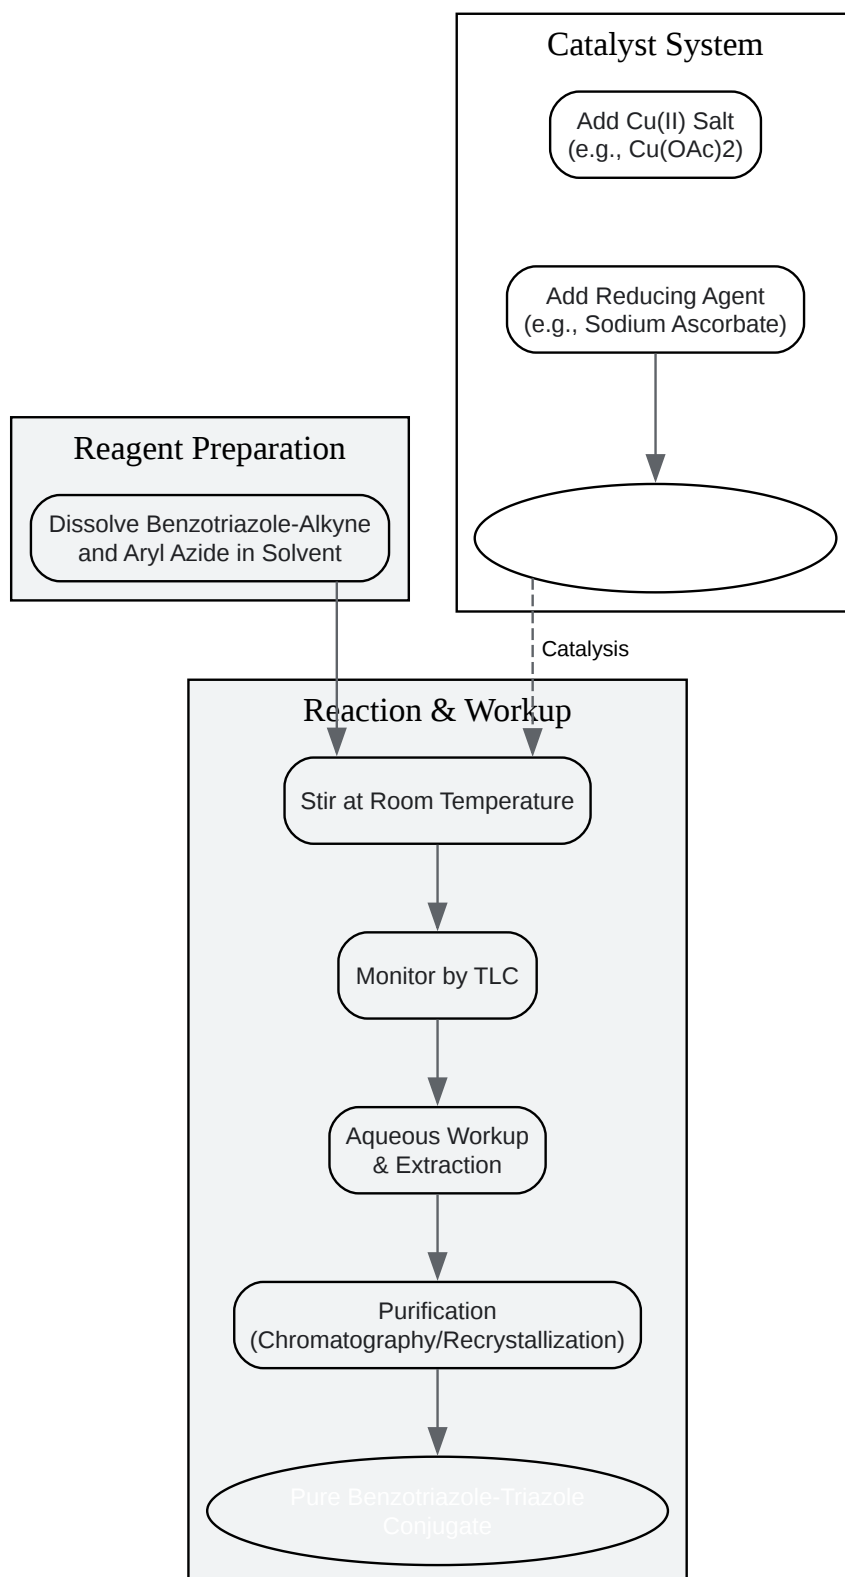 Catalyst System
Add Cu(II) Salt
(e.g., Cu(OAc)2)
Add Reducing Agent
(e.g., Sodium Ascorbate)
Reagent Preparation
Dissolve Benzotriazole-Alkyne
and Aryl Azide in Solvent
Catalysis
Reaction & Workup
Stir at Room Temperature
Monitor by TLC
Aqueous Workup
& Extraction
Purification
(Chromatography/Recrystallization)
Pure Benzotriazole-Triazole
Conjugate